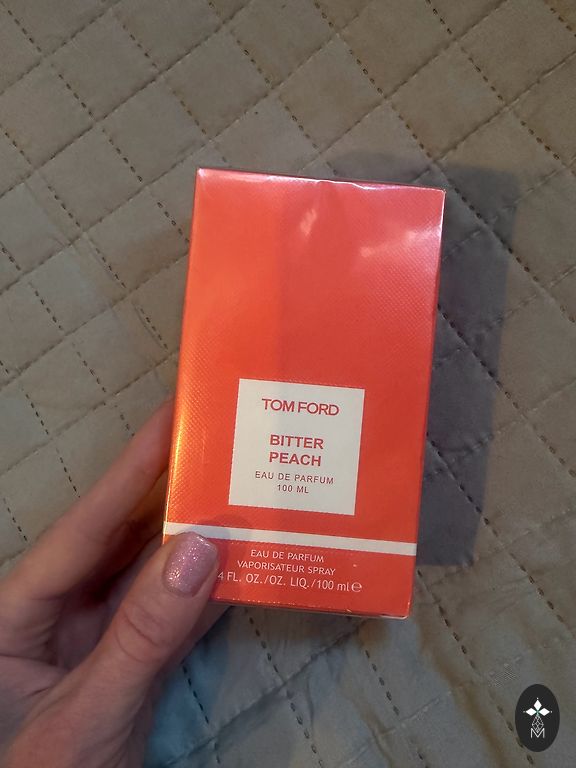 TOM FORD
BITTER
PEACH
EAU DE PARFUM
100 ML
EAU DE PARFUM
VAPORISATEUR SPRAY
4 FL. OZ./OZ. LIQ./100 ml℮
M